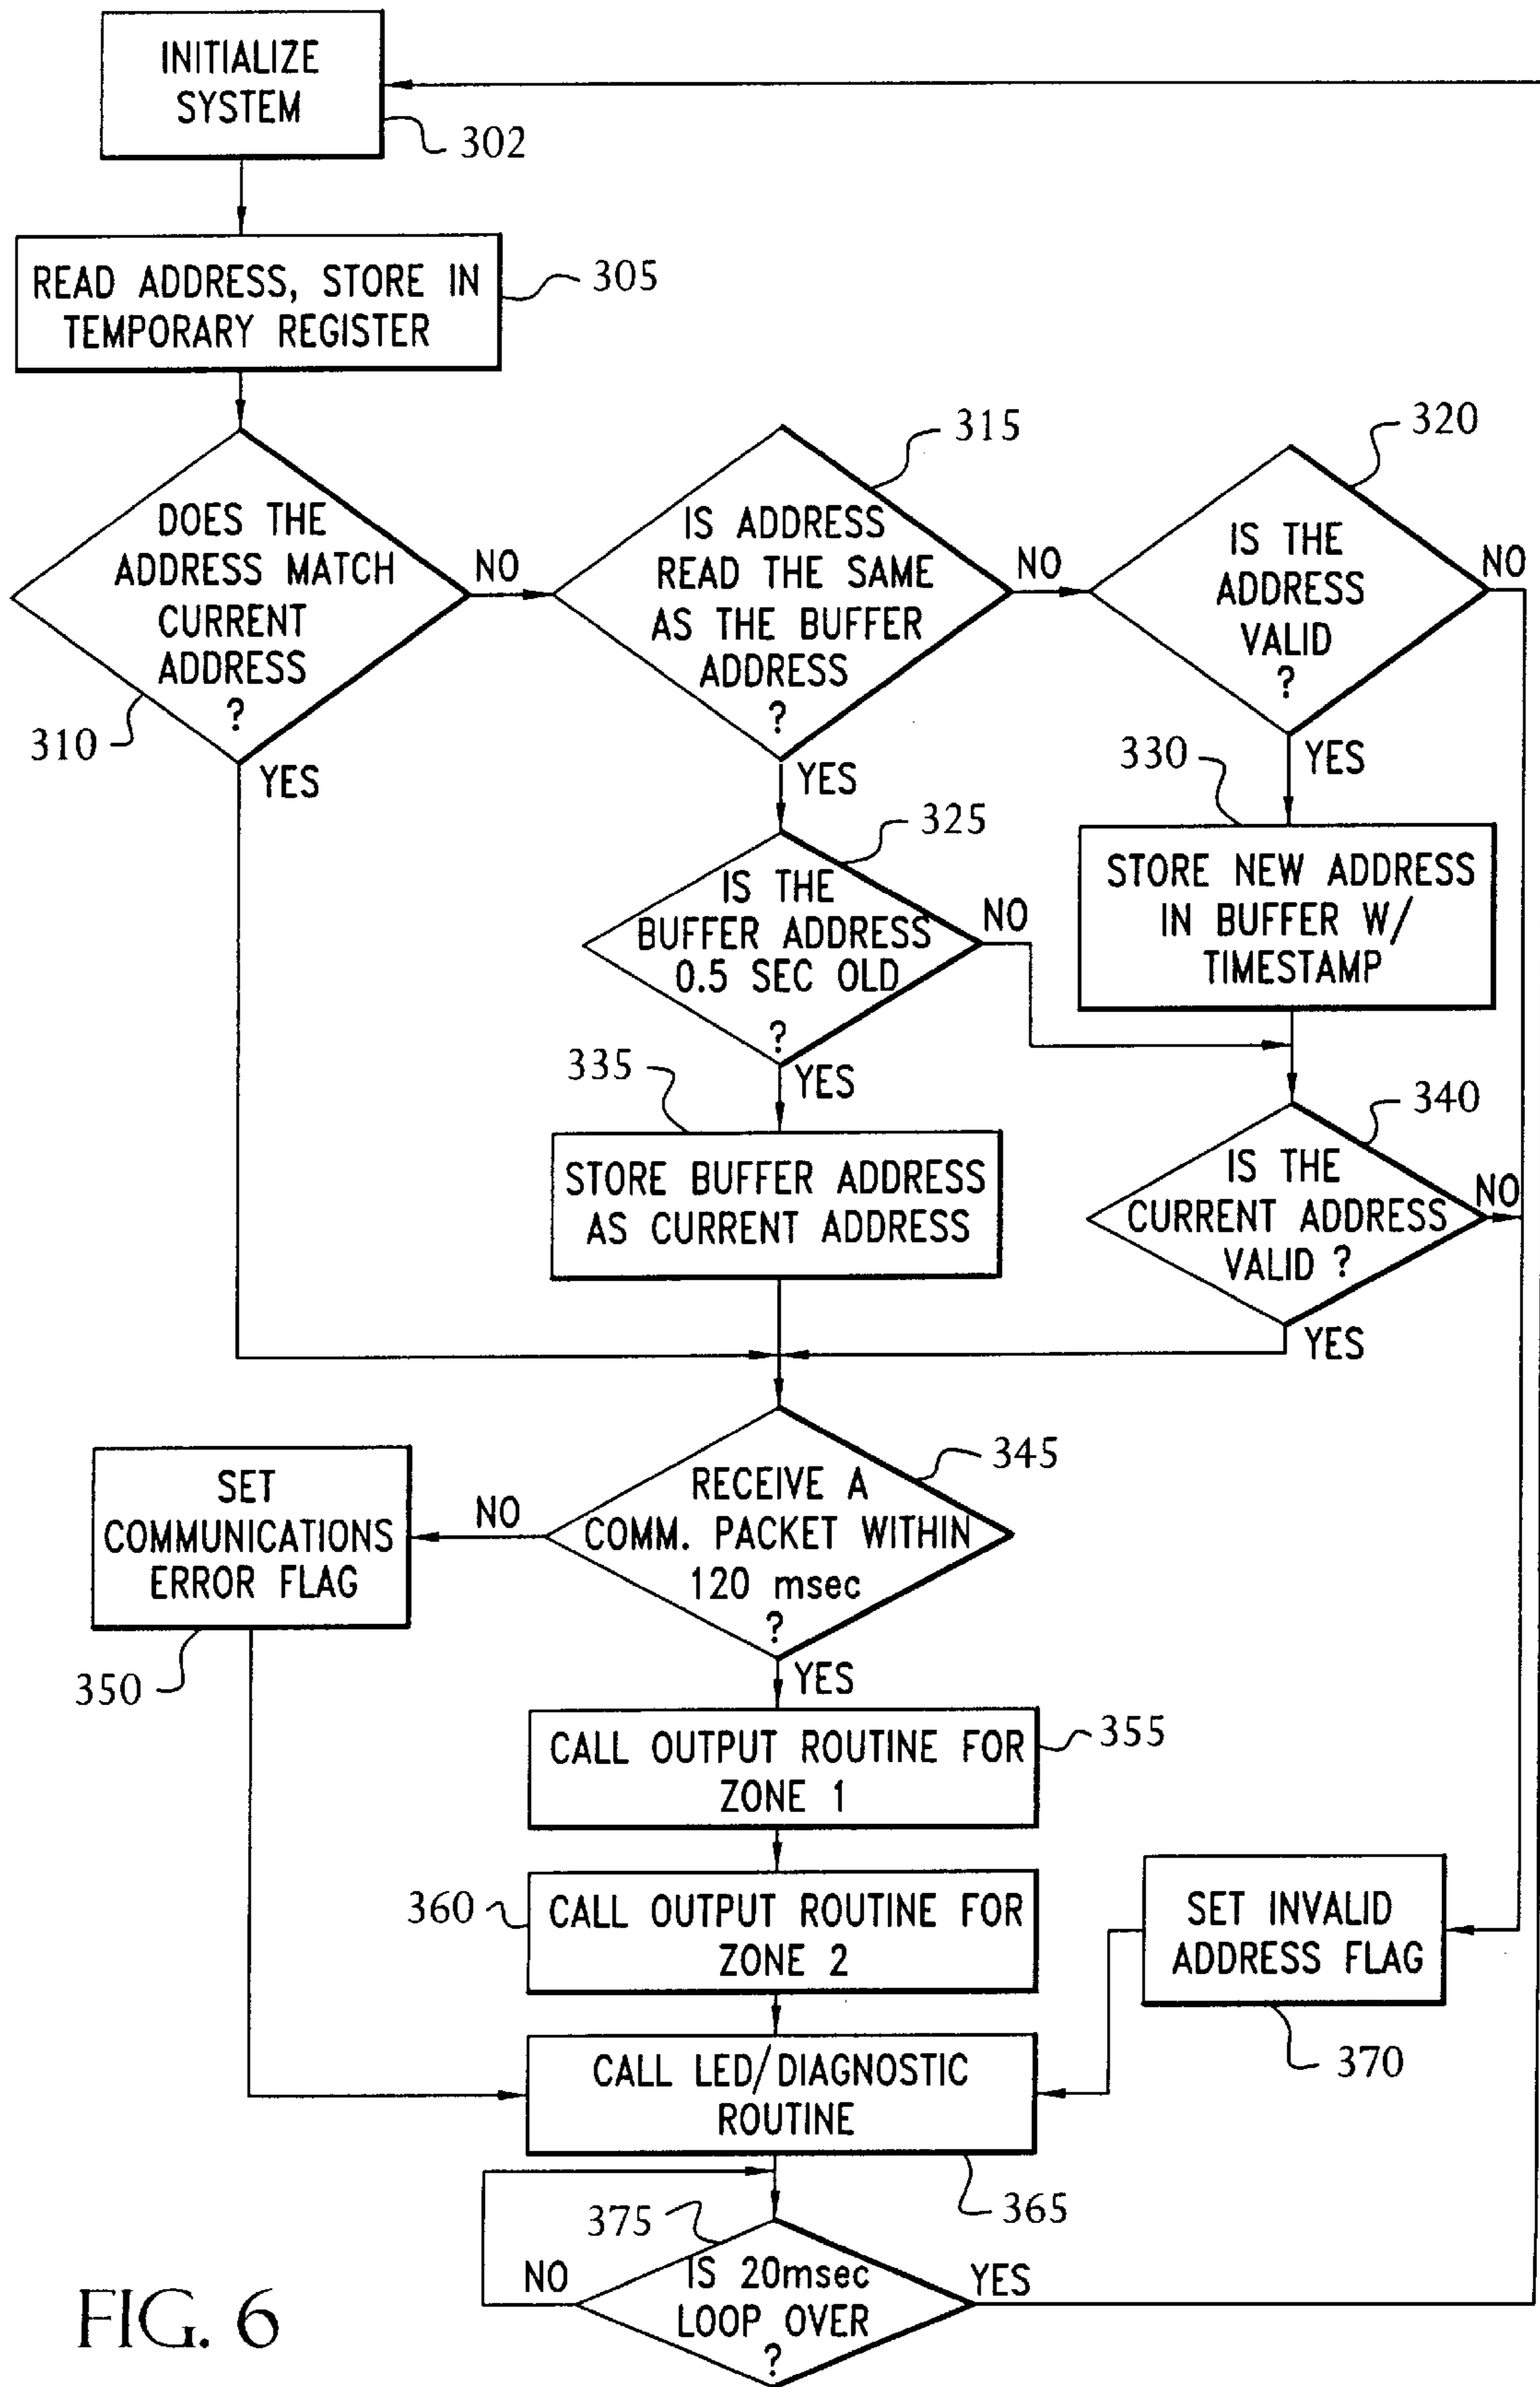 INITIALIZE
SYSTEM
302
READ ADDRESS, STORE IN
TEMPORARY REGISTER
305
DOES THE
ADDRESS MATCH
CURRENT
ADDRESS
?
310
NO
YES
315
IS ADDRESS
READ THE SAME
AS THE BUFFER
ADDRESS
?
NO
YES
320
IS THE
ADDRESS
VALID
?
NO
YES
325
IS THE
BUFFER ADDRESS
0.5 SEC OLD
?
NO
YES
330
STORE NEW ADDRESS
IN BUFFER W/
TIMESTAMP
335
STORE BUFFER ADDRESS
AS CURRENT ADDRESS
340
IS THE
CURRENT ADDRESS
VALID ?
NO
YES
345
RECEIVE A
COMM. PACKET WITHIN
120 msec
?
NO
YES
SET
COMMUNICATIONS
ERROR FLAG
350
CALL OUTPUT ROUTINE FOR
ZONE 1
355
360
CALL OUTPUT ROUTINE FOR
ZONE 2
SET INVALID
ADDRESS FLAG
370
CALL LED/DIAGNOSTIC
ROUTINE
365
375
IS 20msec
LOOP OVER
?
NO
YES
FIG. 6